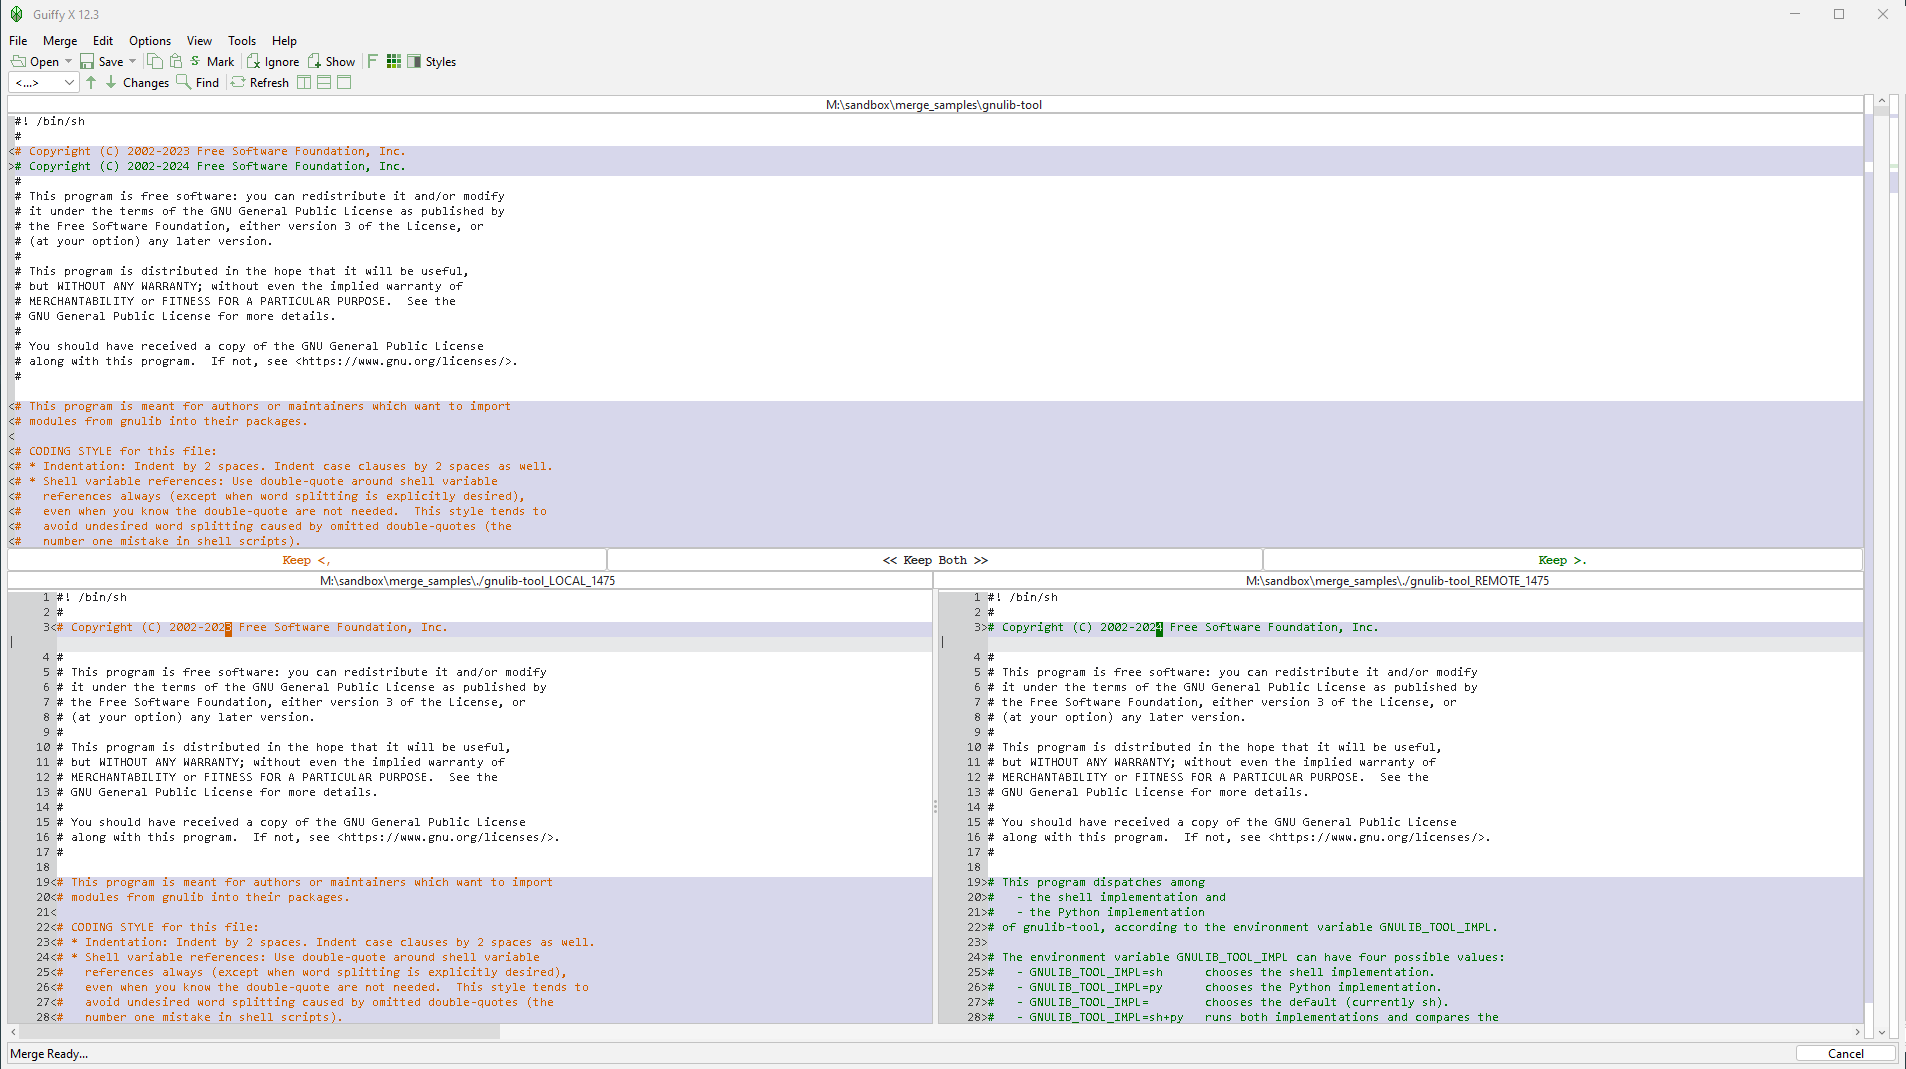 Guiffy X 12.3
File Merge Edit Options View Tools Help
Open Save Mark Ignore Show F Styles
<...> Changes Find Refresh
M:\sandbox\merge_samples\gnulib-tool
#! /bin/sh
#
<# Copyright (C) 2002-2023 Free Software Foundation, Inc.
># Copyright (C) 2002-2024 Free Software Foundation, Inc.
#
# This program is free software: you can redistribute it and/or modify
# it under the terms of the GNU General Public License as published by
# the Free Software Foundation, either version 3 of the License, or
# (at your option) any later version.
#
# This program is distributed in the hope that it will be useful,
# but WITHOUT ANY WARRANTY; without even the implied warranty of
# MERCHANTABILITY or FITNESS FOR A PARTICULAR PURPOSE.  See the
# GNU General Public License for more details.
#
# You should have received a copy of the GNU General Public License
# along with this program.  If not, see <https://www.gnu.org/licenses/>.
#
<# This program is meant for authors or maintainers which want to import
<# modules from gnulib into their packages.
<
<# CODING STYLE for this file:
<# * Indentation: Indent by 2 spaces. Indent case clauses by 2 spaces as well.
<# * Shell variable references: Use double-quote around shell variable
<#   references always (except when word splitting is explicitly desired),
<#   even when you know the double-quote are not needed.  This style tends to
<#   avoid undesired word splitting caused by omitted double-quotes (the
<#   number one mistake in shell scripts).
Keep <, << Keep Both >> Keep >.
M:\sandbox\merge_samples\./gnulib-tool_LOCAL_1475
1 #! /bin/sh
2 #
3<# Copyright (C) 2002-2023 Free Software Foundation, Inc.
4 #
5 # This program is free software: you can redistribute it and/or modify
6 # it under the terms of the GNU General Public License as published by
7 # the Free Software Foundation, either version 3 of the License, or
8 # (at your option) any later version.
9 #
10 # This program is distributed in the hope that it will be useful,
11 # but WITHOUT ANY WARRANTY; without even the implied warranty of
12 # MERCHANTABILITY or FITNESS FOR A PARTICULAR PURPOSE.  See the
13 # GNU General Public License for more details.
14 #
15 # You should have received a copy of the GNU General Public License
16 # along with this program.  If not, see <https://www.gnu.org/licenses/>.
17 #
18
19<# This program is meant for authors or maintainers which want to import
20<# modules from gnulib into their packages.
21<
22<# CODING STYLE for this file:
23<# * Indentation: Indent by 2 spaces. Indent case clauses by 2 spaces as well.
24<# * Shell variable references: Use double-quote around shell variable
25<#   references always (except when word splitting is explicitly desired),
26<#   even when you know the double-quote are not needed.  This style tends to
27<#   avoid undesired word splitting caused by omitted double-quotes (the
28<#   number one mistake in shell scripts).
M:\sandbox\merge_samples\./gnulib-tool_REMOTE_1475
1 #! /bin/sh
2 #
3># Copyright (C) 2002-2024 Free Software Foundation, Inc.
4 #
5 # This program is free software: you can redistribute it and/or modify
6 # it under the terms of the GNU General Public License as published by
7 # the Free Software Foundation, either version 3 of the License, or
8 # (at your option) any later version.
9 #
10 # This program is distributed in the hope that it will be useful,
11 # but WITHOUT ANY WARRANTY; without even the implied warranty of
12 # MERCHANTABILITY or FITNESS FOR A PARTICULAR PURPOSE.  See the
13 # GNU General Public License for more details.
14 #
15 # You should have received a copy of the GNU General Public License
16 # along with this program.  If not, see <https://www.gnu.org/licenses/>.
17 #
18
19># This program dispatches among
20>#   - the shell implementation and
21>#   - the Python implementation
22># of gnulib-tool, according to the environment variable GNULIB_TOOL_IMPL.
23>
24># The environment variable GNULIB_TOOL_IMPL can have four possible values:
25>#   - GNULIB_TOOL_IMPL=sh      chooses the shell implementation.
26>#   - GNULIB_TOOL_IMPL=py      chooses the Python implementation.
27>#   - GNULIB_TOOL_IMPL=        chooses the default (currently sh).
28>#   - GNULIB_TOOL_IMPL=sh+py   runs both implementations and compares the
Merge Ready...
Cancel